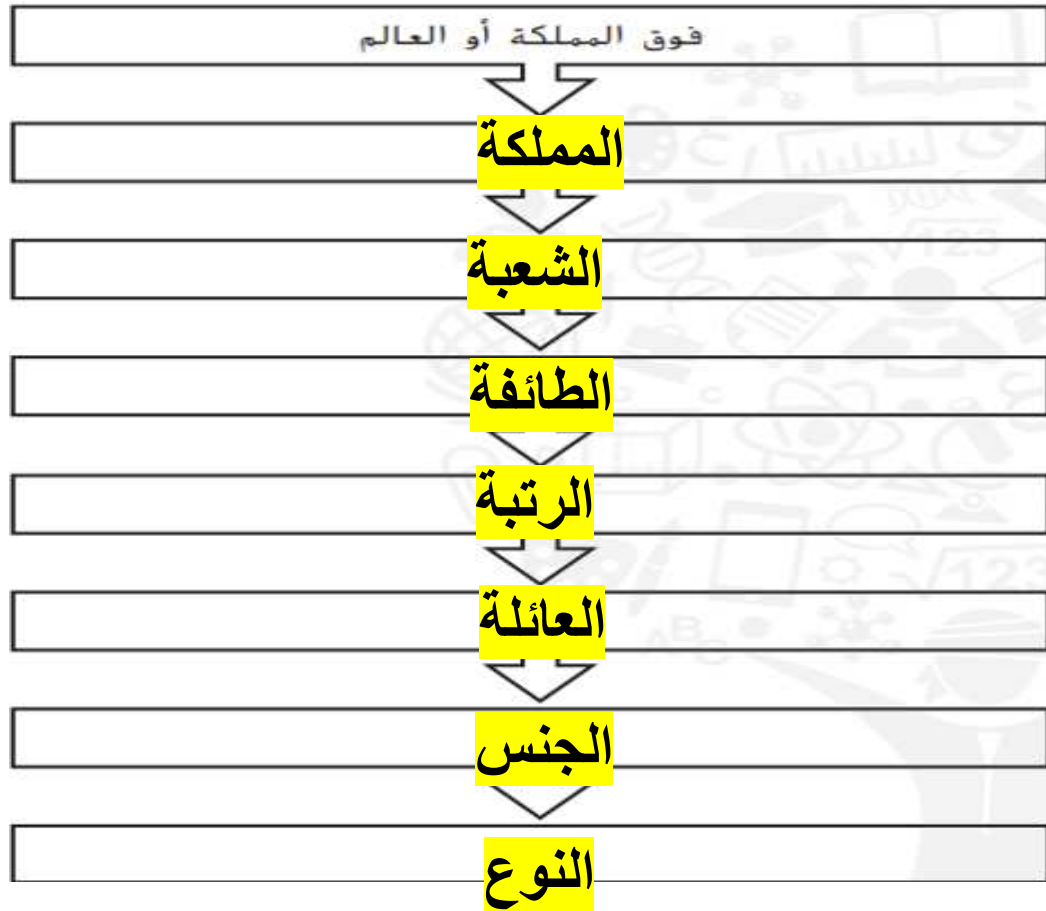 فوق المملكة أو العالم
المملكة
الشعبة
الطائفة
الرتبة
العائلة
الجنس
النوع